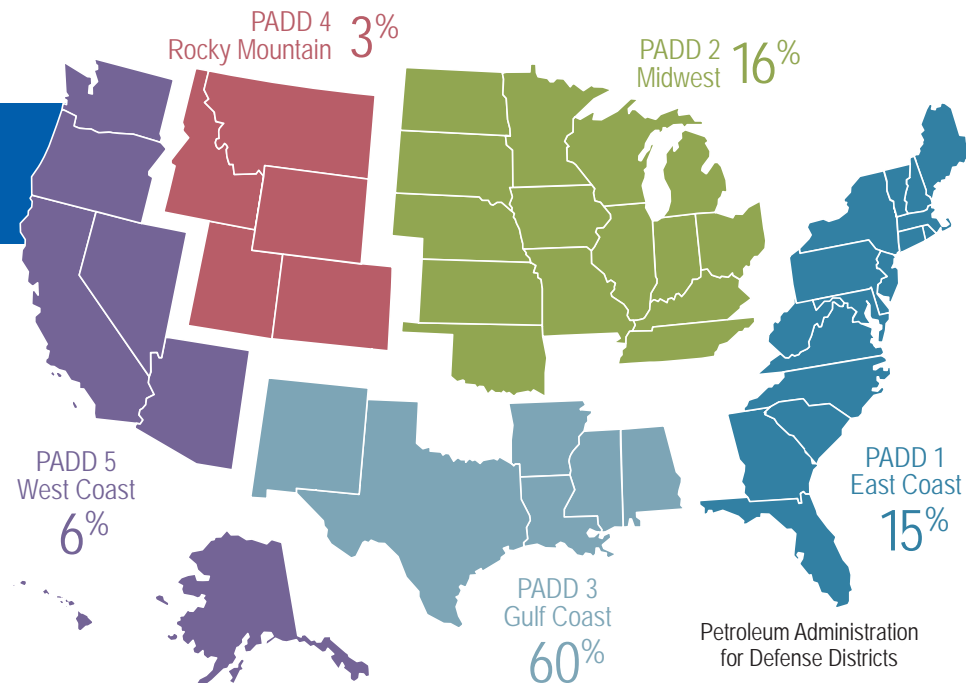 PADD 4
Rocky Mountain
3%
PADD 2
Midwest
16%
PADD 5
West Coast
6%
PADD 1
East Coast
15%
PADD 3
Gulf Coast
60%
Petroleum Administration
for Defense Districts